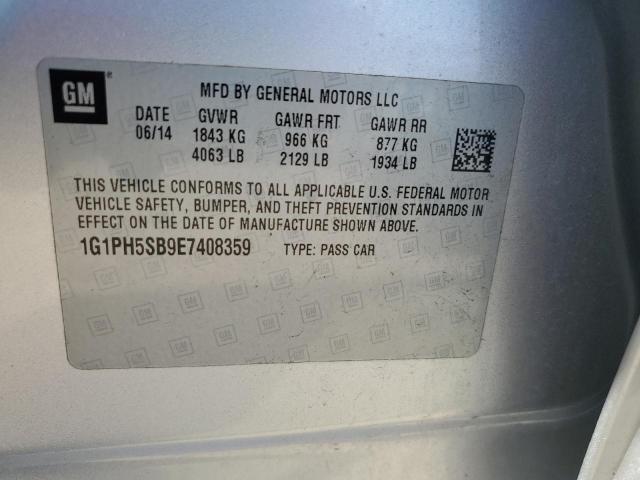 GM ®
MFD BY GENERAL MOTORS LLC
DATE GVWR GAWR FRT GAWR RR
06/14 1843 KG 966 KG 877 KG
4063 LB 2129 LB 1934 LB
THIS VEHICLE CONFORMS TO ALL APPLICABLE U.S. FEDERAL MOTOR
VEHICLE SAFETY, BUMPER, AND THEFT PREVENTION STANDARDS IN
EFFECT ON THE DATE OF MANUFACTURE SHOWN ABOVE.
1G1PH5SB9E7408359 TYPE: PASS CAR